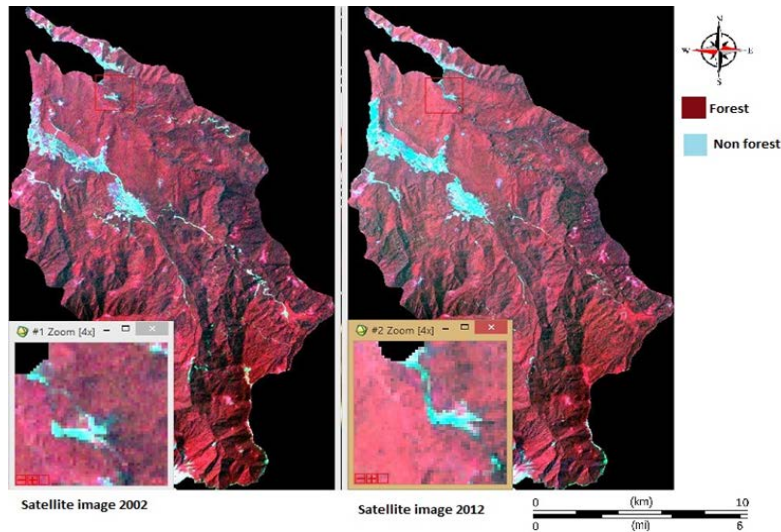 N
W E
S
Forest
Non forest
#1 Zoom [4x]
#2 Zoom [4x]
Satellite image 2002
Satellite image 2012
0 (km) 10
0 (mi) 6